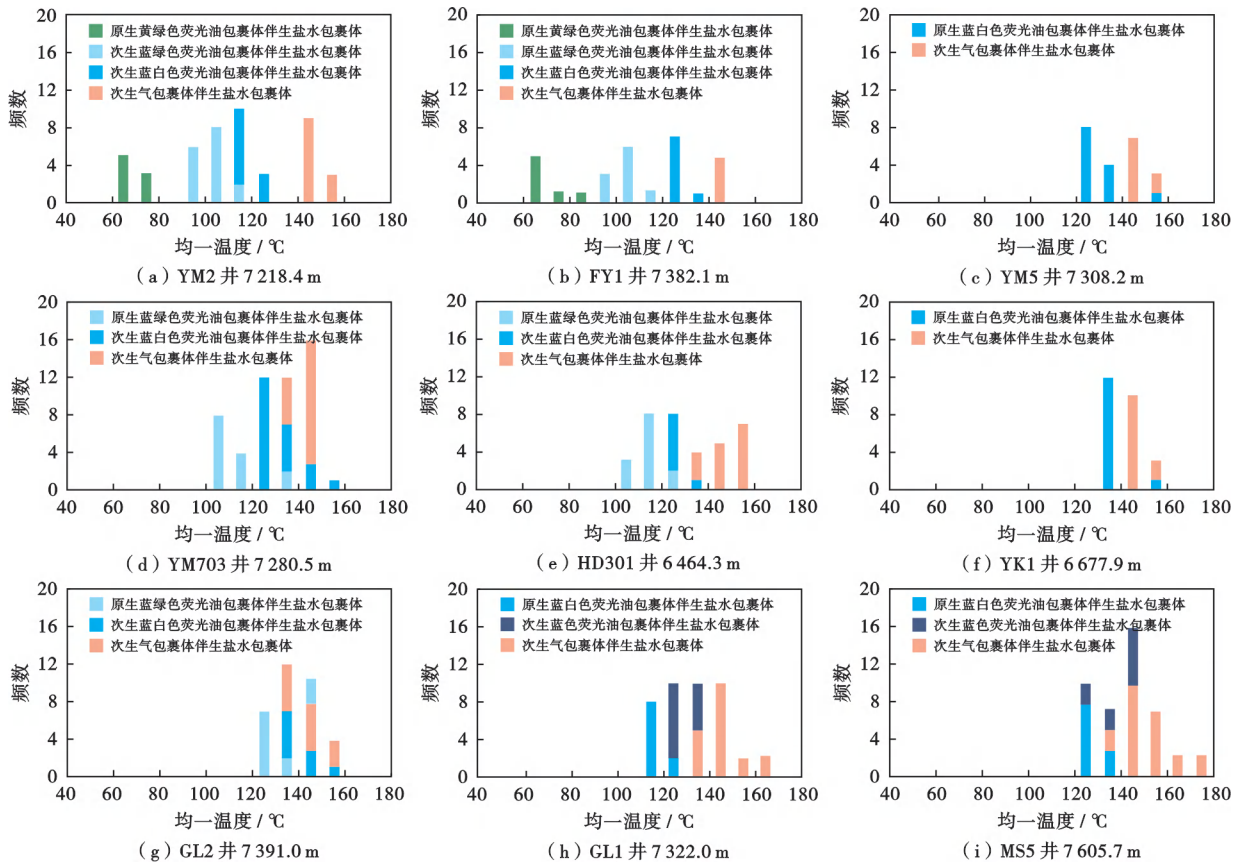 20
16
12
8
4
0
频数
原生黄绿色荧光油包裹体伴生盐水包裹体
次生蓝绿色荧光油包裹体伴生盐水包裹体
次生蓝白色荧光油包裹体伴生盐水包裹体
次生气包裹体伴生盐水包裹体
40 60 80 100 120 140 160 180
均一温度 / ℃
（a）YM2 井 7 218.4 m
20
16
12
8
4
0
频数
原生黄绿色荧光油包裹体伴生盐水包裹体
原生蓝绿色荧光油包裹体伴生盐水包裹体
次生蓝白色荧光油包裹体伴生盐水包裹体
次生气包裹体伴生盐水包裹体
40 60 80 100 120 140 160 180
均一温度 / ℃
（b）FY1 井 7 382.1 m
20
16
12
8
4
0
频数
原生蓝白色荧光油包裹体伴生盐水包裹体
次生气包裹体伴生盐水包裹体
40 60 80 100 120 140 160 180
均一温度 / ℃
（c）YM5 井 7 308.2 m
20
16
12
8
4
0
频数
原生蓝绿色荧光油包裹体伴生盐水包裹体
次生蓝白色荧光油包裹体伴生盐水包裹体
次生气包裹体伴生盐水包裹体
40 60 80 100 120 140 160 180
均一温度 / ℃
（d）YM703 井 7 280.5 m
20
16
12
8
4
0
频数
原生蓝绿色荧光油包裹体伴生盐水包裹体
次生蓝白色荧光油包裹体伴生盐水包裹体
次生气包裹体伴生盐水包裹体
40 60 80 100 120 140 160 180
均一温度 / ℃
（e）HD301 井 6 464.3 m
20
16
12
8
4
0
频数
原生蓝白色荧光油包裹体伴生盐水包裹体
次生气包裹体伴生盐水包裹体
40 60 80 100 120 140 160 180
均一温度 / ℃
（f）YK1 井 6 677.9 m
20
16
12
8
4
0
频数
原生蓝绿色荧光油包裹体伴生盐水包裹体
次生蓝白色荧光油包裹体伴生盐水包裹体
次生气包裹体伴生盐水包裹体
40 60 80 100 120 140 160 180
均一温度 / ℃
（g）GL2 井 7 391.0 m
20
16
12
8
4
0
频数
原生蓝白色荧光油包裹体伴生盐水包裹体
次生蓝色荧光油包裹体伴生盐水包裹体
次生气包裹体伴生盐水包裹体
40 60 80 100 120 140 160 180
均一温度 / ℃
（h）GL1 井 7 322.0 m
20
16
12
8
4
0
频数
原生蓝白色荧光油包裹体伴生盐水包裹体
次生蓝色荧光油包裹体伴生盐水包裹体
次生气包裹体伴生盐水包裹体
40 60 80 100 120 140 160 180
均一温度 / ℃
（i）MS5 井 7 605.7 m